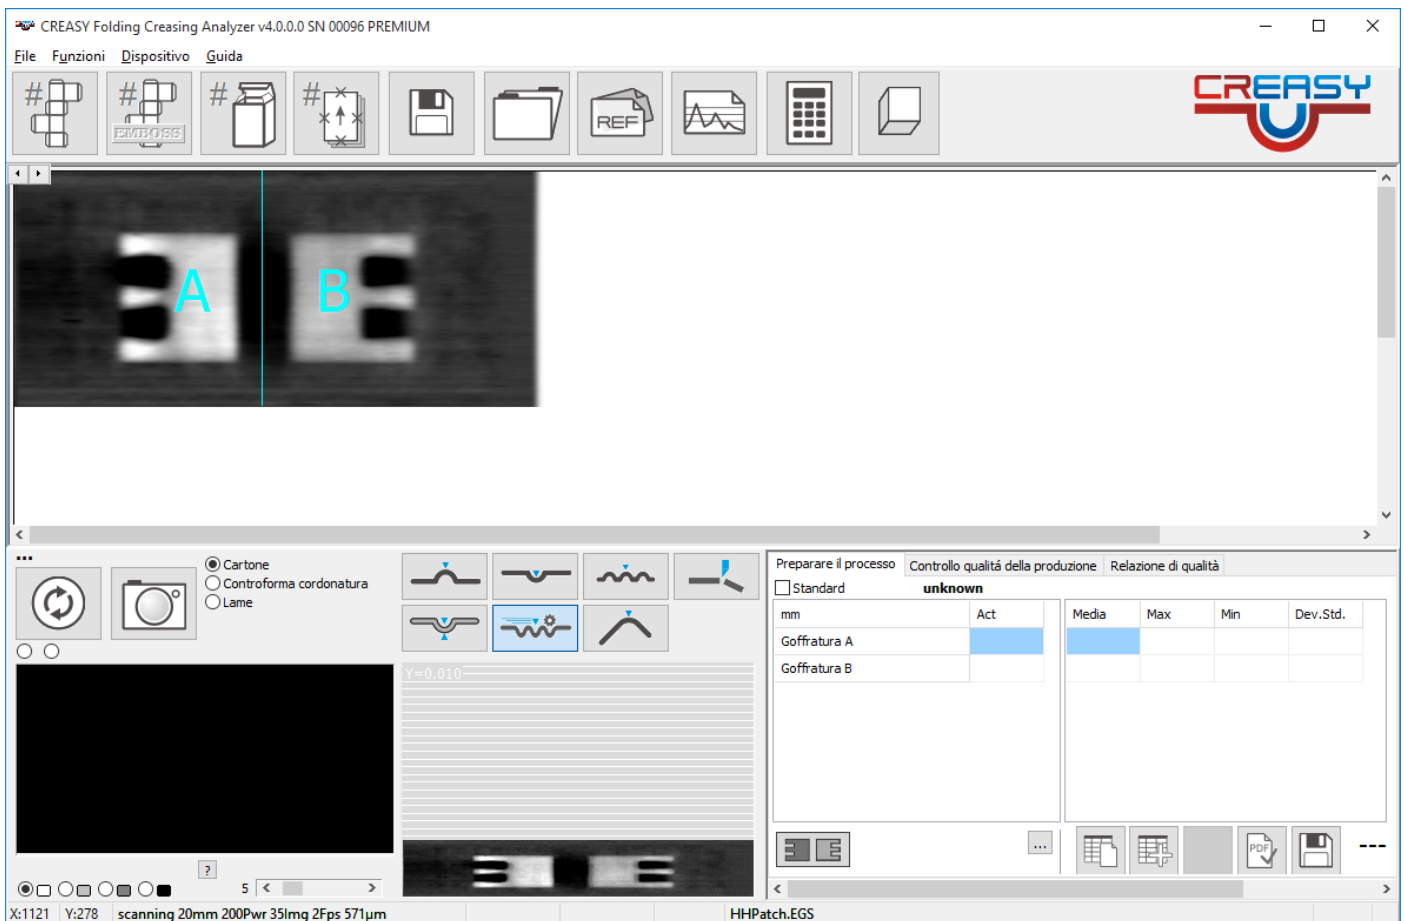 CREASY Folding Creasing Analyzer v4.0.0.0 SN 00096 PREMIUM
File Funzioni Dispositivo Guida
# # EMBOSS # # REF CREASY
A B
...
Cartone
Controforma cordonatura
Lame
Y=0.010
?
5
Preparare il processo Controllo qualitá della produzione Relazione di qualità
Standard unknown
mm Act Media Max Min Dev.Std.
Goffratura A
Goffratura B
... PDF ---
X:1121 Y:278 scanning 20mm 200Pwr 35Img 2Fps 571µm HHPatch.EGS